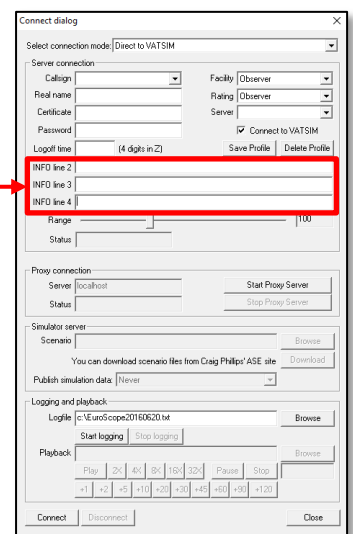 Connect dialog
Select connection mode: Direct to VATSIM
Server connection
Callsign Facility Observer
Real name Rating Observer
Certificate Server
Password Connect to VATSIM
Logoff time (4 digits in Z) Save Profile Delete Profile
INFO line 2
INFO line 3
INFO line 4
Range 100
Status
Proxy connection
Server localhost Start Proxy Server
Status Stop Proxy Server
Simulator server
Scenario Browse
You can download scenario files from Craig Phillips' ASE site Download
Publish simulation data: Never
Logging and playback
Logfile c:\EuroScope20160620.txt Browse
Start logging Stop logging
Playback Browse
Play 2X 4X 8X 16X 32X Pause Stop
+1 +2 +5 +10 +20 +30 +45 +60 +90 +120
Connect Disconnect Close